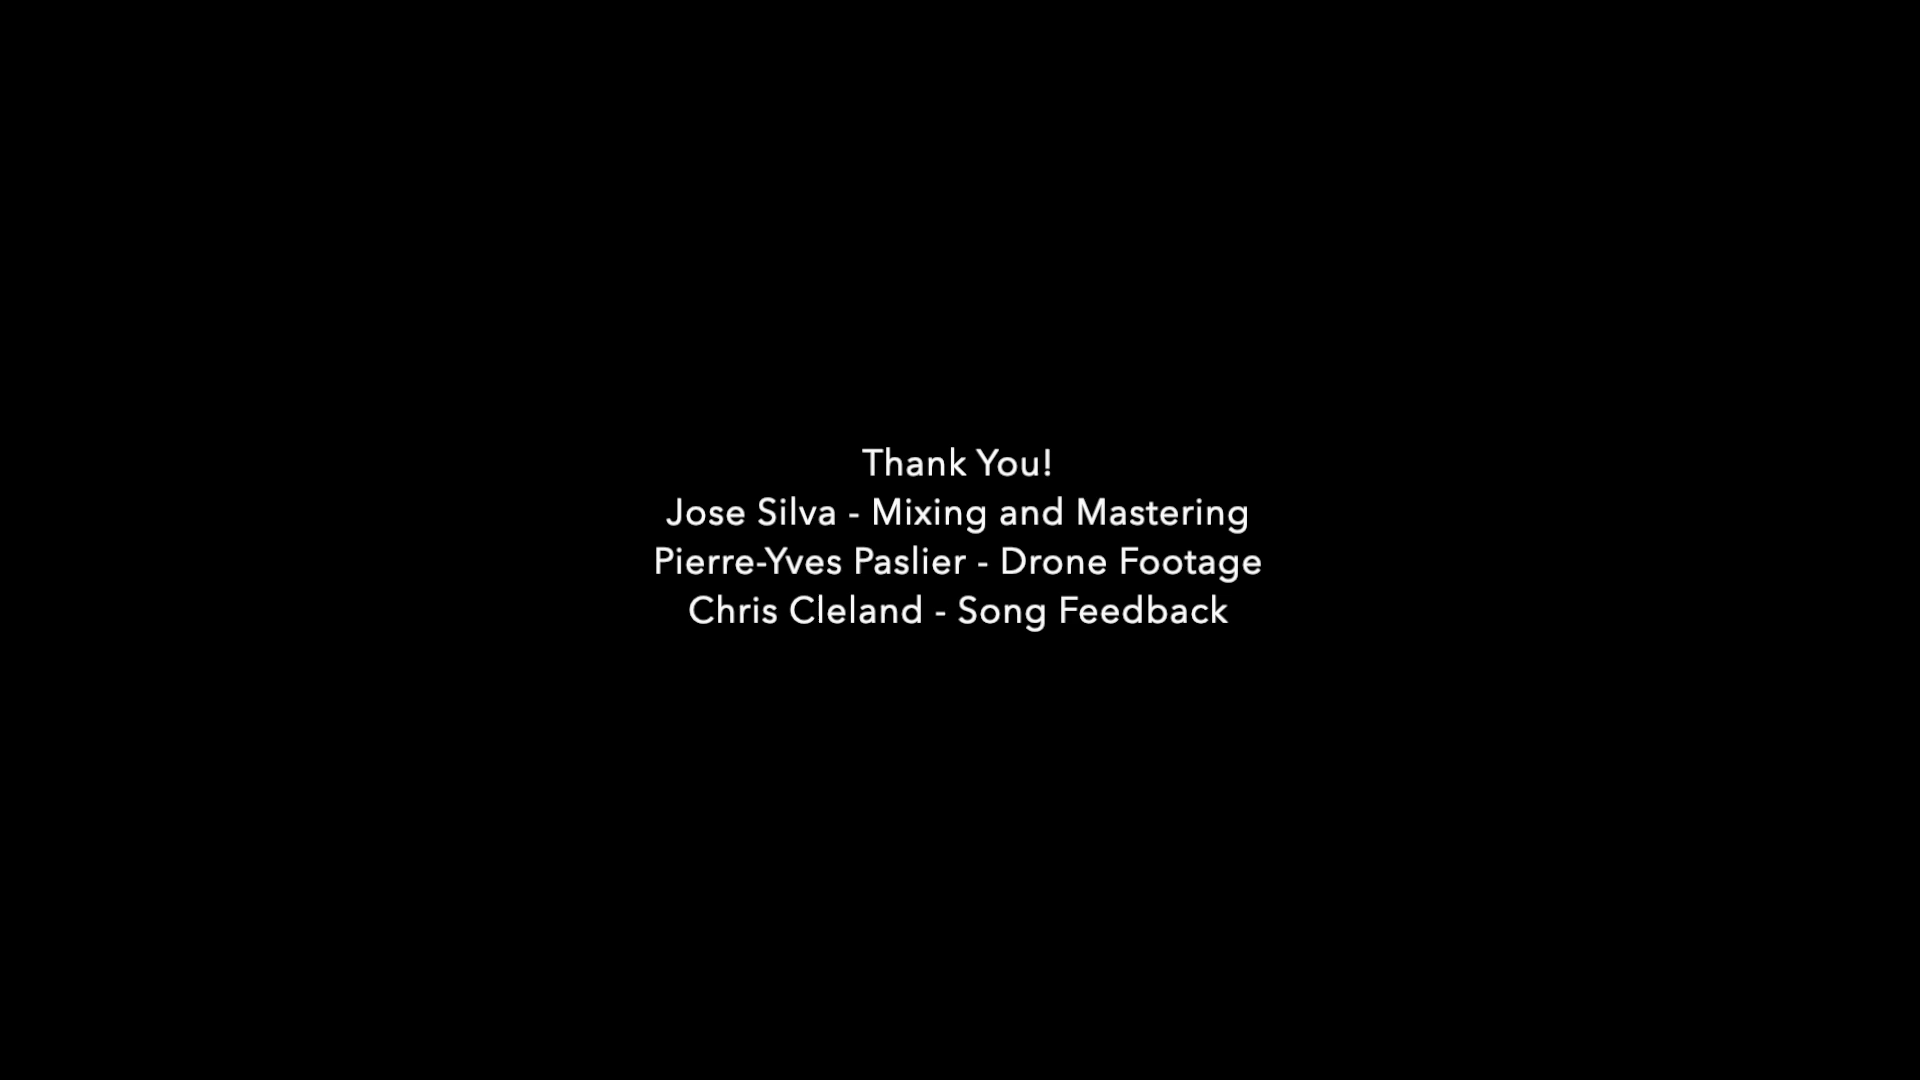 Thank You!
Jose Silva - Mixing and Mastering
Pierre-Yves Paslier - Drone Footage
Chris Cleland - Song Feedback